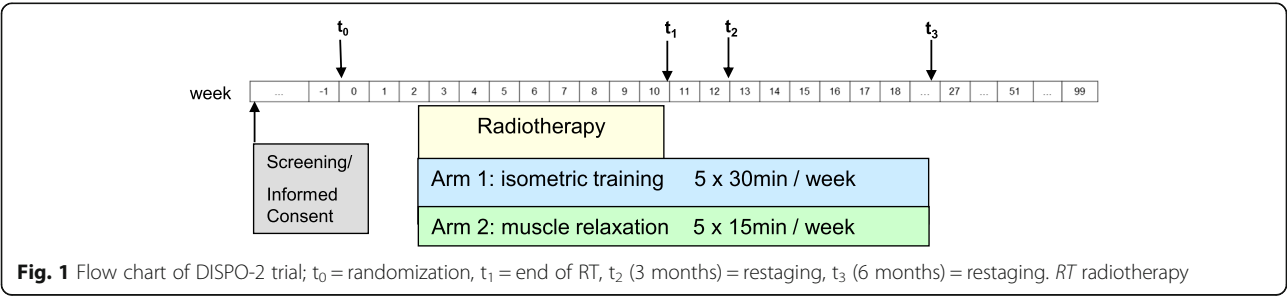 t0 t1 t2 t3
week ... -1 0 1 2 3 4 5 6 7 8 9 10 11 12 13 14 15 16 17 18 ... 27 ... 51 ... 99
Radiotherapy
Screening/
Informed
Consent
Arm 1: isometric training 5 x 30min / week
Arm 2: muscle relaxation 5 x 15min / week
Fig. 1 Flow chart of DISPO-2 trial; t0 = randomization, t1 = end of RT, t2 (3 months) = restaging, t3 (6 months) = restaging. RT radiotherapy